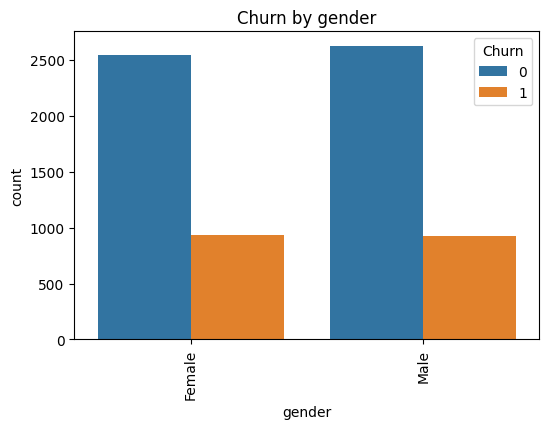 Churn by gender
Churn
0
1
count
2500
2000
1500
1000
500
0
Female
Male
gender